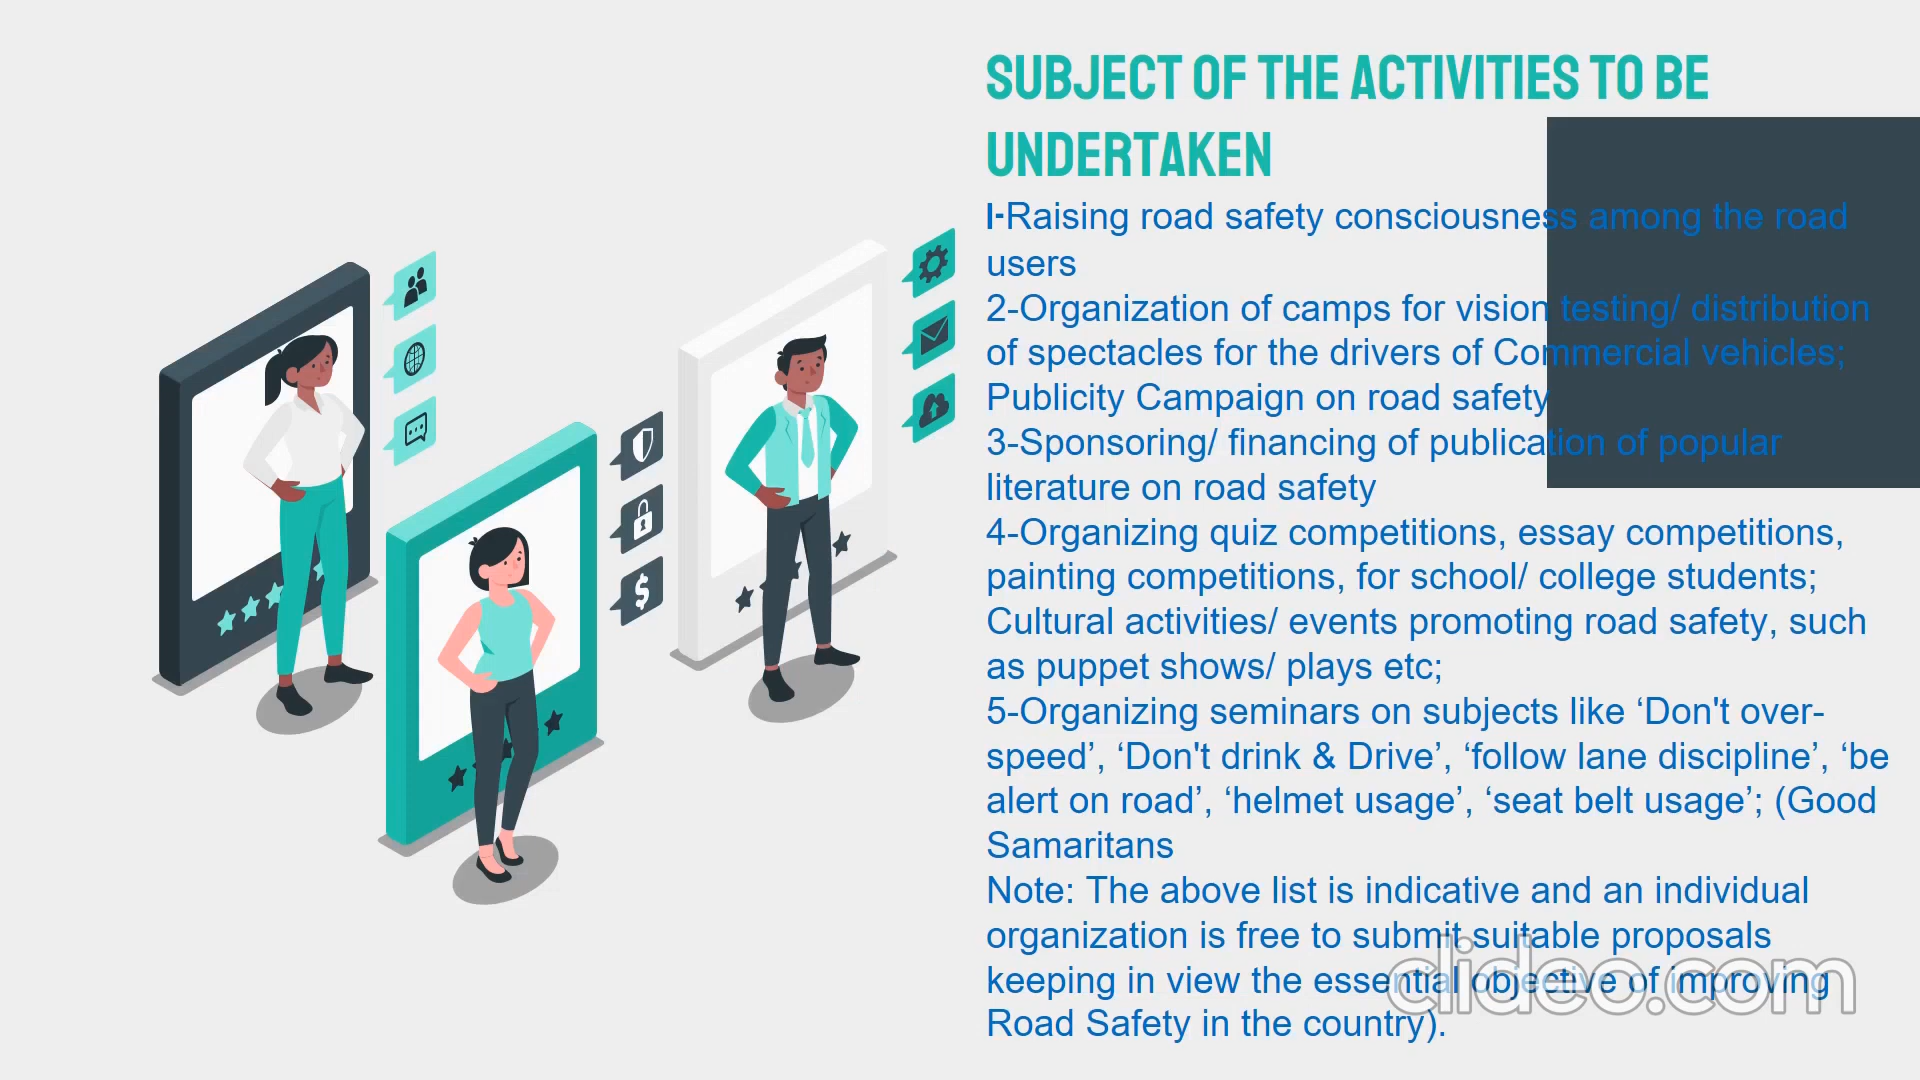 SUBJECT OF THE ACTIVITIES TO BE
UNDERTAKEN
I-Raising road safety consciousness among the road
users
2-Organization of camps for vision testing/ distribution
of spectacles for the drivers of Commercial vehicles;
Publicity Campaign on road safety
3-Sponsoring/ financing of publication of popular
literature on road safety
4-Organizing quiz competitions, essay competitions,
painting competitions, for school/ college students;
Cultural activities/ events promoting road safety, such
as puppet shows/ plays etc;
5-Organizing seminars on subjects like ‘Don't over-
speed’, ‘Don't drink & Drive’, ‘follow lane discipline’, ‘be
alert on road’, ‘helmet usage’, ‘seat belt usage’; (Good
Samaritans
Note: The above list is indicative and an individual
organization is free to submit suitable proposals
keeping in view the essential objective of improving
Road Safety in the country).
clideo.com